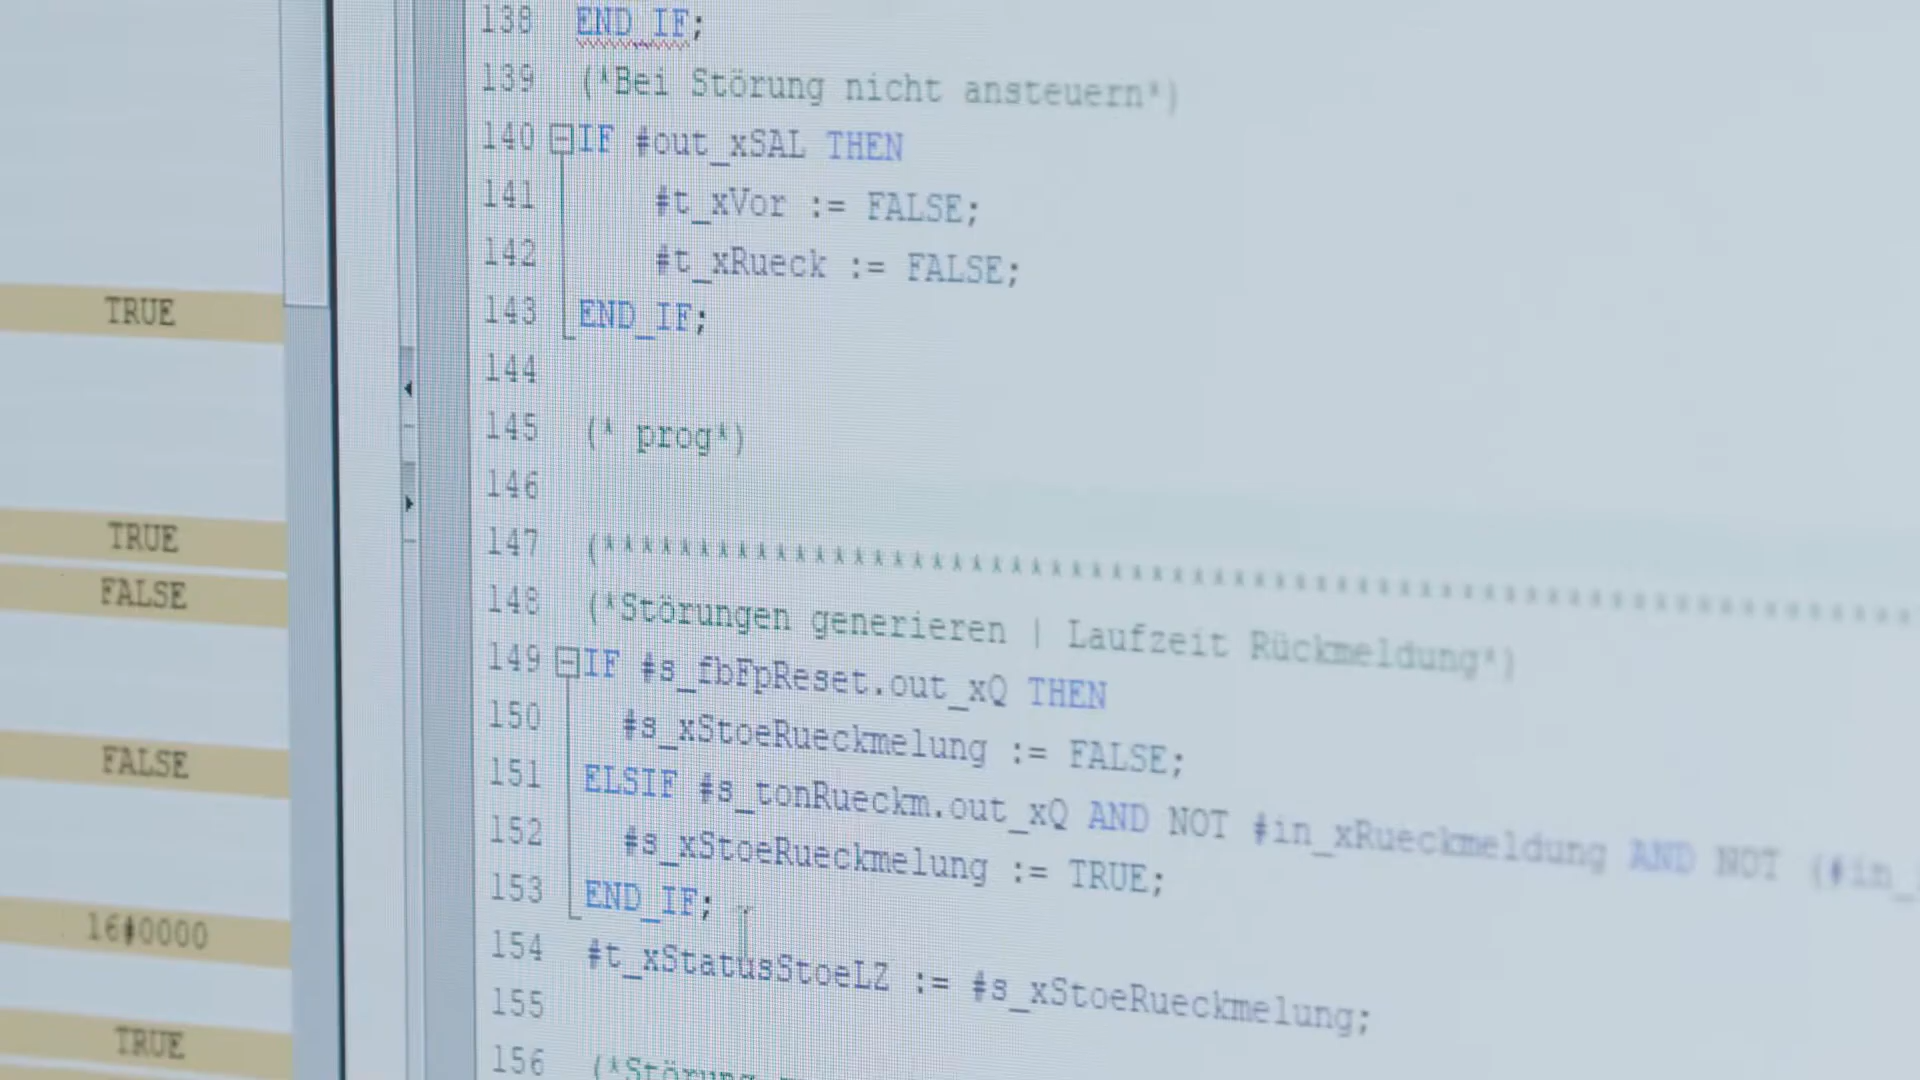 TRUE
TRUE
FALSE
FALSE
16#0000
TRUE
138 END_IF;
139 (*Bei Störung nicht ansteuern*)
140 IF #out_xSAL THEN
141 #t_xVor := FALSE;
142 #t_xRueck := FALSE;
143 END_IF;
144
145 (* prog*)
146
147 (********************************************************************
148 (*Störungen generieren | Laufzeit Rückmeldung*)
149 IF #s_fbFpReset.out_xQ THEN
150 #s_xStoeRueckmelung := FALSE;
151 ELSIF #s_tonRueckm.out_xQ AND NOT #in_xRueckmeldung AND NOT (#in_
152 #s_xStoeRueckmelung := TRUE;
153 END_IF;
154 #t_xStatusStoeLZ := #s_xStoeRueckmelung;
155
156 (*Störung